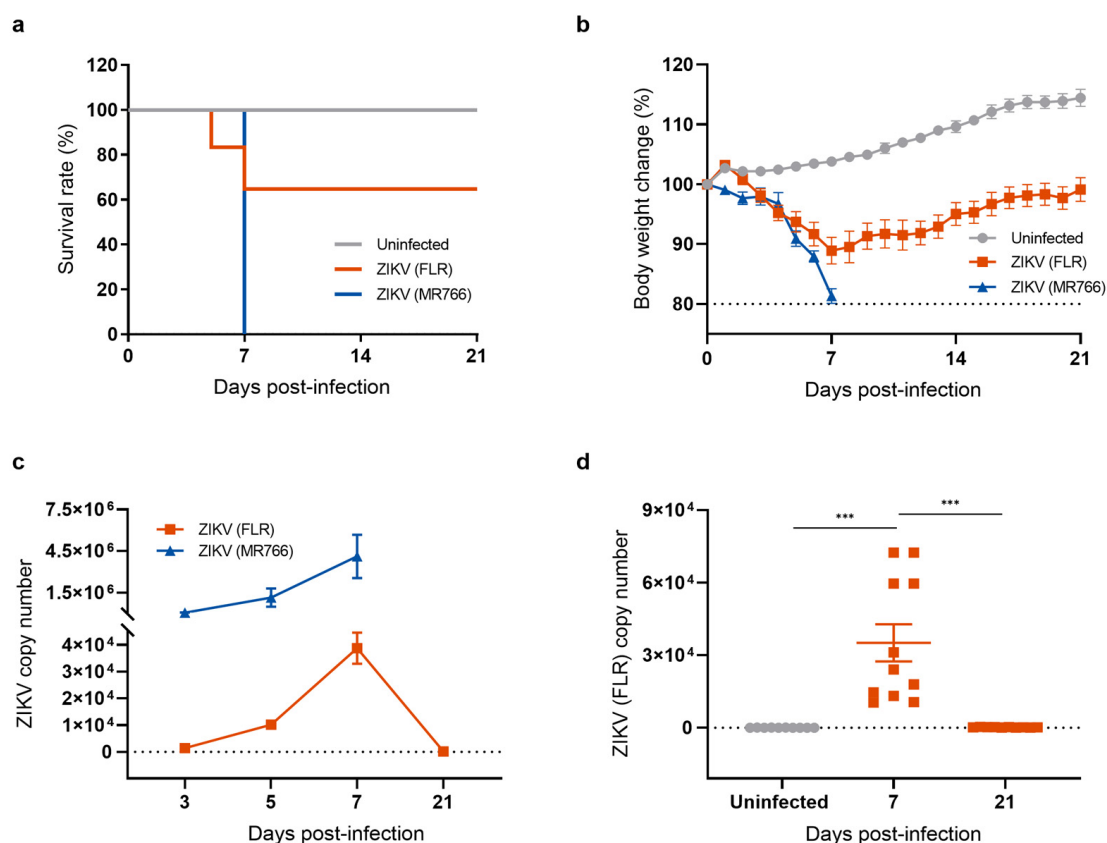 a
Survival rate (%)
120
100
80
60
40
20
0
Uninfected
ZIKV (FLR)
ZIKV (MR766)
0 7 14 21
Days post-infection
b
Body weight change (%)
120
110
100
90
80
Uninfected
ZIKV (FLR)
ZIKV (MR766)
0 7 14 21
Days post-infection
c
ZIKV copy number
7.5×10⁶
4.5×10⁶
1.5×10⁶
4×10⁴
3×10⁴
2×10⁴
1×10⁴
0
ZIKV (FLR)
ZIKV (MR766)
3 5 7 21
Days post-infection
d
ZIKV (FLR) copy number
9×10⁴
6×10⁴
3×10⁴
0
*** ***
Uninfected 7 21
Days post-infection